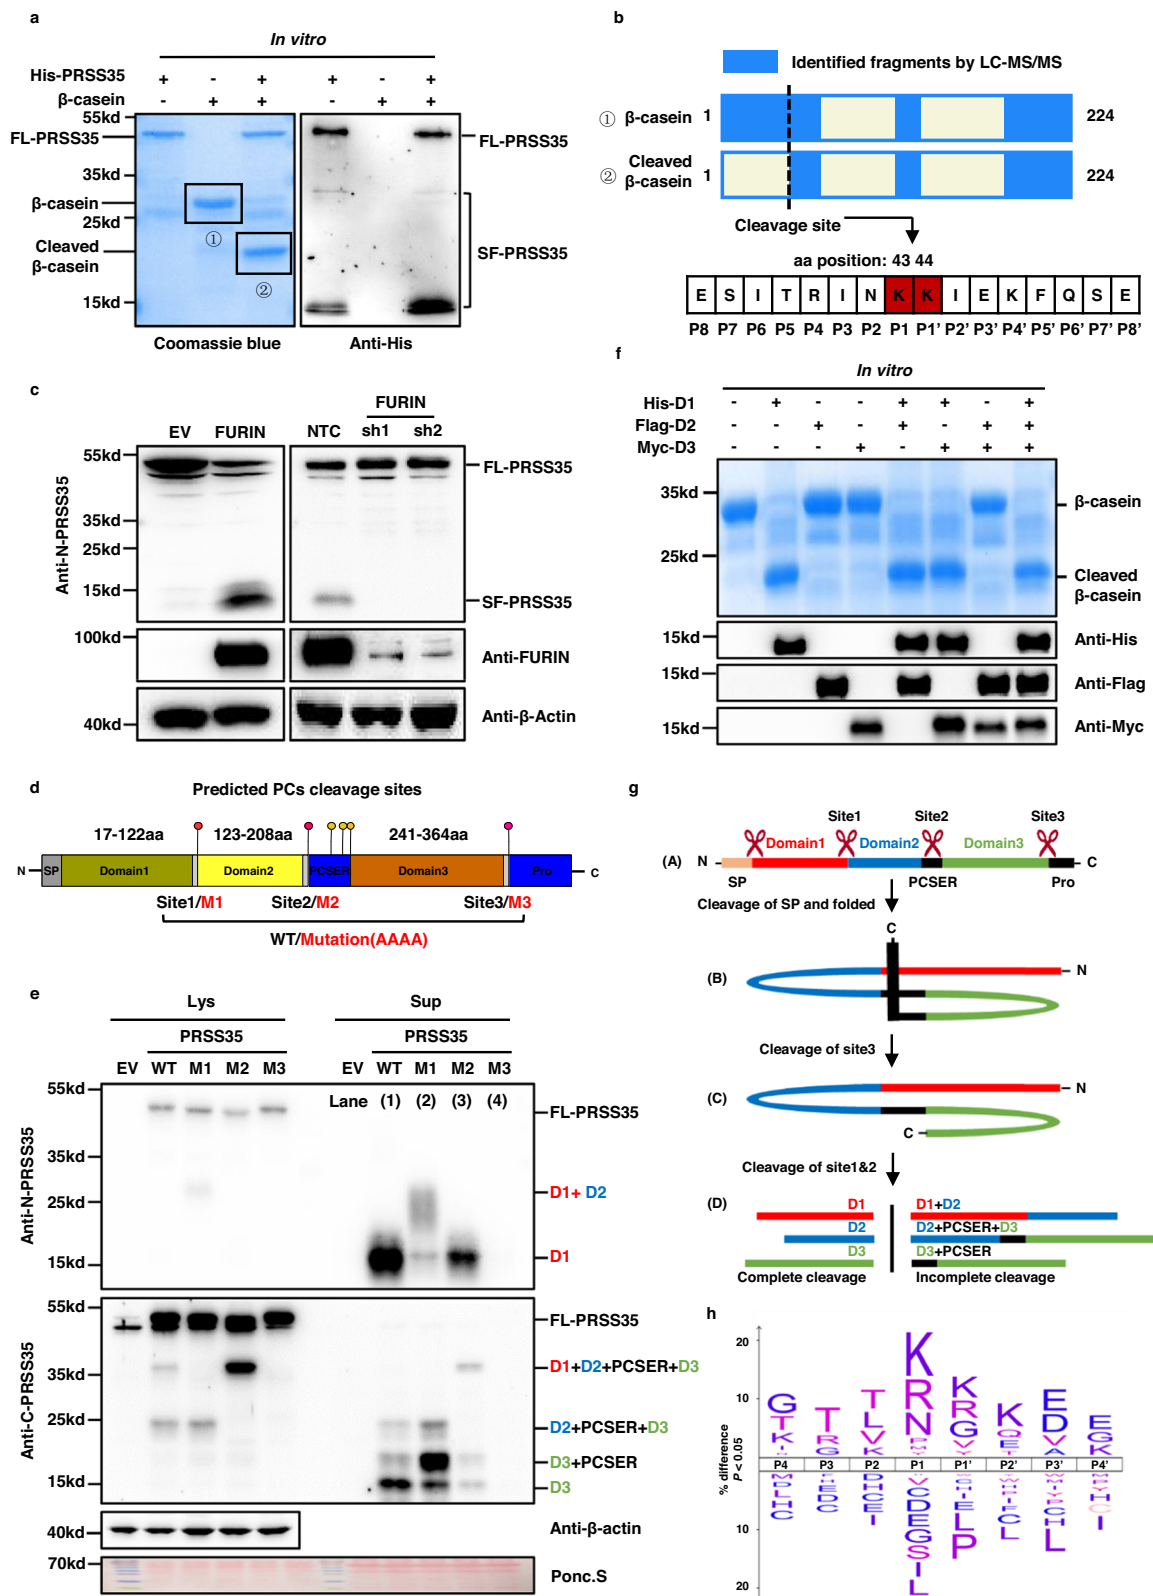 a
In vitro
His-PRSS35 + - + + - +
β-casein - + + - + +
55kd
FL-PRSS35
35kd
β-casein
25kd
Cleaved
β-casein
15kd
①
②
FL-PRSS35
SF-PRSS35
Coomassie blue
Anti-His
b
Identified fragments by LC-MS/MS
① β-casein 1 224
② Cleaved
β-casein 1 224
Cleavage site
aa position: 43 44
E S I T R I N K K I E K F Q S E
P8 P7 P6 P5 P4 P3 P2 P1 P1' P2' P3' P4' P5' P6' P7' P8'
c
FURIN
EV FURIN NTC sh1 sh2
Anti-N-PRSS35
55kd
35kd
25kd
15kd
100kd
40kd
FL-PRSS35
SF-PRSS35
Anti-FURIN
Anti-β-Actin
f
In vitro
His-D1 - + - - + + - +
Flag-D2 - - + - + - + +
Myc-D3 - - - + - + + +
35kd
25kd
β-casein
Cleaved
β-casein
15kd
Anti-His
15kd
Anti-Flag
15kd
Anti-Myc
d
Predicted PCs cleavage sites
17-122aa 123-208aa 241-364aa
N SP Domain1 Domain2 PCSER Domain3 Pro C
Site1/M1 Site2/M2 Site3/M3
WT/Mutation(AAAA)
e
Lys Sup
PRSS35 PRSS35
EV WT M1 M2 M3 EV WT M1 M2 M3
Lane (1) (2) (3) (4)
Anti-N-PRSS35
55kd
35kd
25kd
15kd
FL-PRSS35
D1+ D2
D1
Anti-C-PRSS35
55kd
35kd
25kd
15kd
FL-PRSS35
D1+D2+PCSER+D3
D2+PCSER+D3
D3+PCSER
D3
40kd
Anti-β-actin
70kd
Ponc.S
g
Site1 Site2 Site3
Domain1 Domain2 Domain3
(A) N C
SP PCSER Pro
Cleavage of SP and folded
C
(B) N
Cleavage of site3
(C) N
C
Cleavage of site1&2
(D) D1 D1+D2
D2 D2+PCSER+D3
D3 D3+PCSER
Complete cleavage Incomplete cleavage
h
% difference
P < 0.05
20
10
10
20
P4 P3 P2 P1 P1' P2' P3' P4'
G T T K K K E E
T R L R R D G
K G V N G E V K
I K V A
L E I E I F C I
H D C C E C H
C C E D L L L
I E P
G
S
I
L